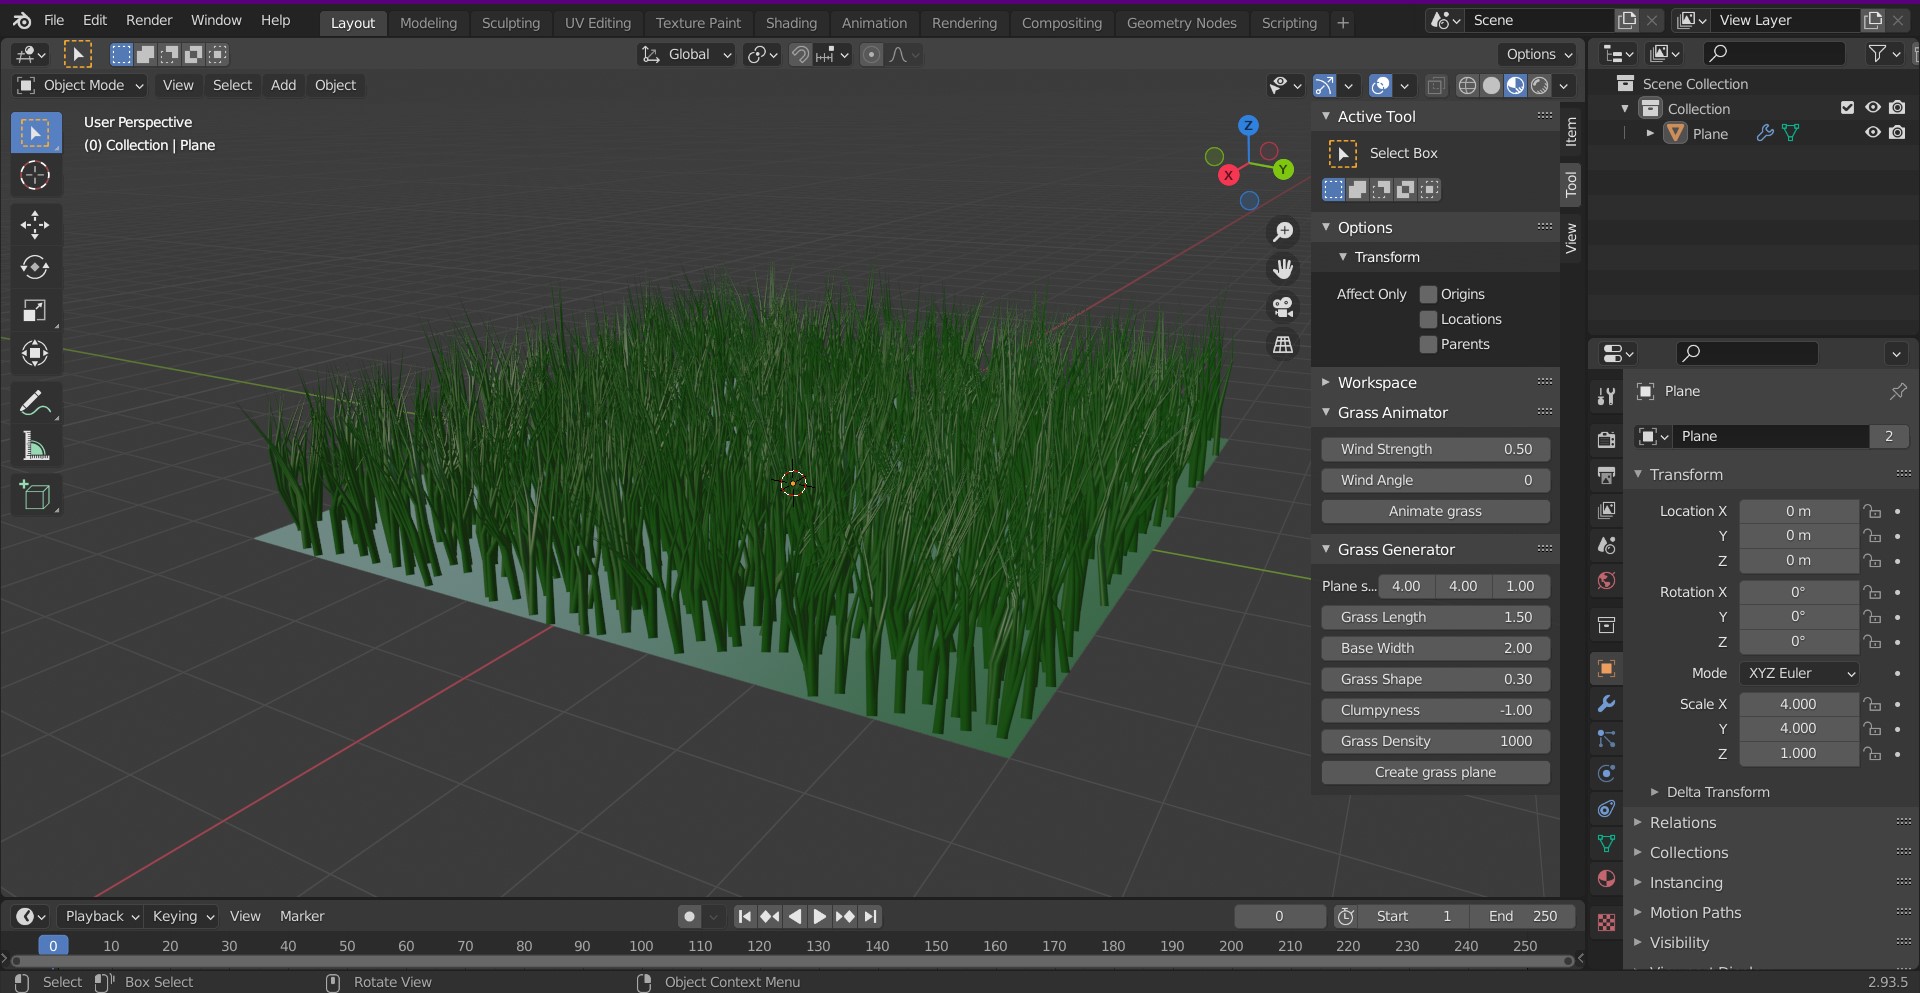 File Edit Render Window Help Layout Modeling Sculpting UV Editing Texture Paint Shading Animation Rendering Compositing Geometry Nodes Scripting + Scene View Layer
Global Options
Object Mode View Select Add Object
User Perspective
(0) Collection | Plane
Z
Y
X
Active Tool
Select Box
Options
Transform
Affect Only Origins
Locations
Parents
Workspace
Grass Animator
Wind Strength 0.50
Wind Angle 0
Animate grass
Grass Generator
Plane s... 4.00 4.00 1.00
Grass Length 1.50
Base Width 2.00
Grass Shape 0.30
Clumpyness -1.00
Grass Density 1000
Create grass plane
Item
Tool
View
Scene Collection
Collection
Plane
Plane
Plane 2
Transform
Location X 0 m
Y 0 m
Z 0 m
Rotation X 0°
Y 0°
Z 0°
Mode XYZ Euler
Scale X 4.000
Y 4.000
Z 1.000
Delta Transform
Relations
Collections
Instancing
Motion Paths
Visibility
Playback Keying View Marker 0 Start 1 End 250
0 10 20 30 40 50 60 70 80 90 100 110 120 130 140 150 160 170 180 190 200 210 220 230 240 250
Select Box Select Rotate View Object Context Menu 2.93.5